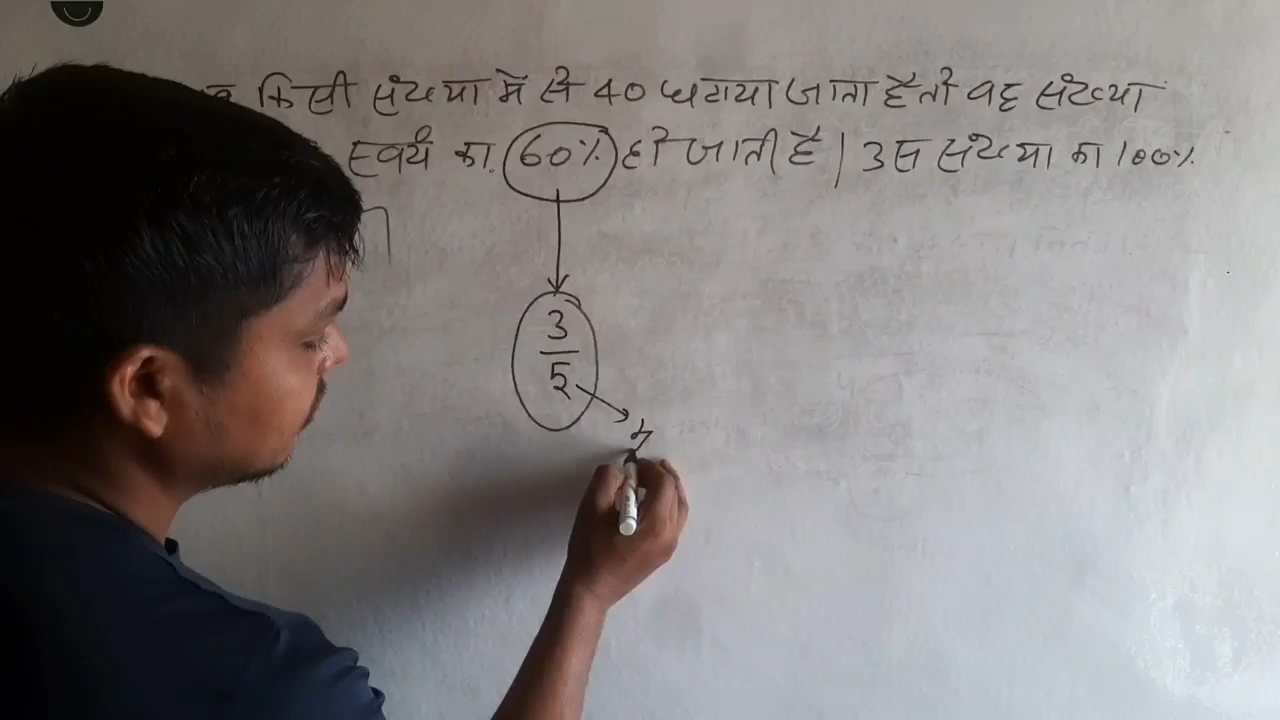 किसी संख्या में से 40 घटाया जाता है तो वह संख्या
स्वयं का 60% हो जाती है | उस संख्या का 100%
3
5